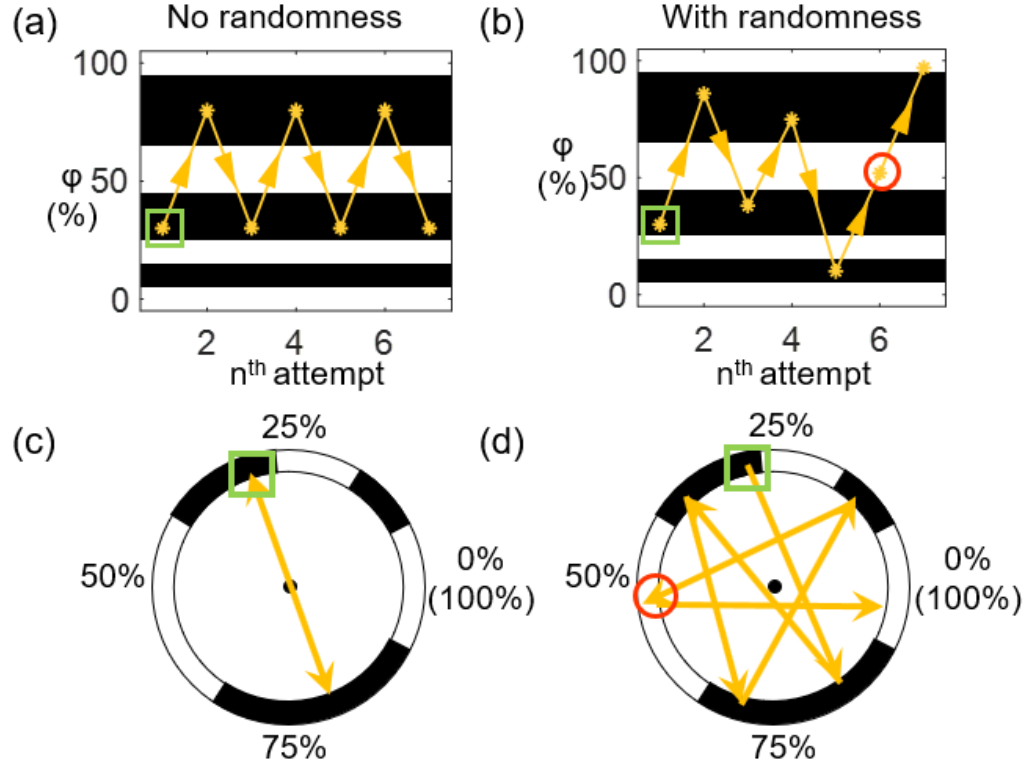 (a) No randomness
100
φ 50
(%)
0
2 4 6
nth attempt
(b) With randomness
100
φ
(%) 50
0
2 4 6
nth attempt
(c) 25%
50%
0%
(100%)
75%
(d) 25%
50%
0%
(100%)
75%